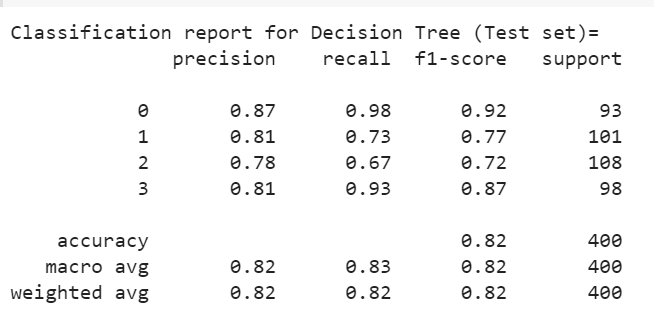 Classification report for Decision Tree (Test set)=
precision recall f1-score support
0 0.87 0.98 0.92 93
1 0.81 0.73 0.77 101
2 0.78 0.67 0.72 108
3 0.81 0.93 0.87 98
accuracy 0.82 400
macro avg 0.82 0.83 0.82 400
weighted avg 0.82 0.82 0.82 400